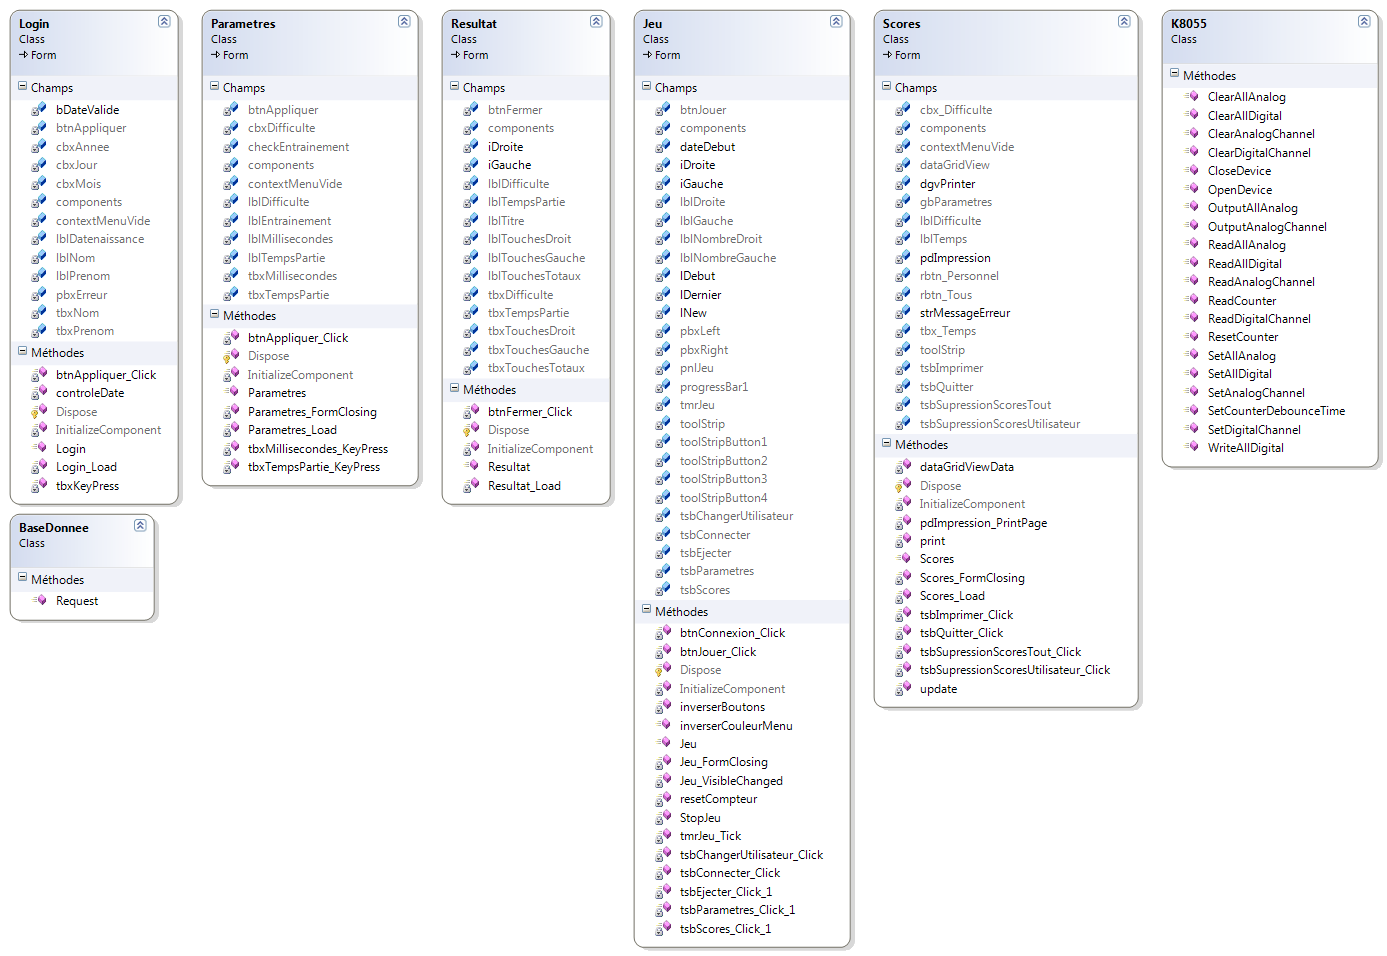 Login
Class
Form
Champs
bDateValide
btnAppliquer
cbxAnnee
cbxJour
cbxMois
components
contextMenuVide
lblDatenaissance
lblNom
lblPrenom
pbxErreur
tbxNom
tbxPrenom
Méthodes
btnAppliquer_Click
controleDate
Dispose
InitializeComponent
Login
Login_Load
tbxKeyPress
BaseDonnee
Class
Méthodes
Request
Parametres
Class
Form
Champs
btnAppliquer
cbxDifficulte
checkEntrainement
components
contextMenuVide
lblDifficulte
lblEntrainement
lblMillisecondes
lblTempsPartie
tbxMillisecondes
tbxTempsPartie
Méthodes
btnAppliquer_Click
Dispose
InitializeComponent
Parametres
Parametres_FormClosing
Parametres_Load
tbxMillisecondes_KeyPress
tbxTempsPartie_KeyPress
Resultat
Class
Form
Champs
btnFermer
components
iDroite
iGauche
lblDifficulte
lblTempsPartie
lblTitre
lblTouchesDroit
lblTouchesGauche
lblTouchesTotaux
tbxDifficulte
tbxTempsPartie
tbxTouchesDroit
tbxTouchesGauche
tbxTouchesTotaux
Méthodes
btnFermer_Click
Dispose
InitializeComponent
Resultat
Resultat_Load
Jeu
Class
Form
Champs
btnJouer
components
dateDebut
iDroite
iGauche
lblDroite
lblGauche
lblNombreDroit
lblNombreGauche
lDebut
lDernier
lNew
pbxLeft
pbxRight
pnlJeu
progressBar1
tmrJeu
toolStrip
toolStripButton1
toolStripButton2
toolStripButton3
toolStripButton4
tsbChangerUtilisateur
tsbConnecter
tsbEjecter
tsbParametres
tsbScores
Méthodes
btnConnexion_Click
btnJouer_Click
Dispose
InitializeComponent
inverserBoutons
inverserCouleurMenu
Jeu
Jeu_FormClosing
Jeu_VisibleChanged
resetCompteur
StopJeu
tmrJeu_Tick
tsbChangerUtilisateur_Click
tsbConnecter_Click
tsbEjecter_Click_1
tsbParametres_Click_1
tsbScores_Click_1
Scores
Class
Form
Champs
cbx_Difficulte
components
contextMenuVide
dataGridView
dgvPrinter
gbParametres
lblDifficulte
lblTemps
pdImpression
rbtn_Personnel
rbtn_Tous
strMessageErreur
tbx_Temps
toolStrip
tsbImprimer
tsbQuitter
tsbSupressionScoresTout
tsbSupressionScoresUtilisateur
Méthodes
dataGridViewData
Dispose
InitializeComponent
pdImpression_PrintPage
print
Scores
Scores_FormClosing
Scores_Load
tsbImprimer_Click
tsbQuitter_Click
tsbSupressionScoresTout_Click
tsbSupressionScoresUtilisateur_Click
update
K8055
Class
Méthodes
ClearAllAnalog
ClearAllDigital
ClearAnalogChannel
ClearDigitalChannel
CloseDevice
OpenDevice
OutputAllAnalog
OutputAnalogChannel
ReadAllAnalog
ReadAllDigital
ReadAnalogChannel
ReadCounter
ReadDigitalChannel
ResetCounter
SetAllAnalog
SetAllDigital
SetAnalogChannel
SetCounterDebounceTime
SetDigitalChannel
WriteAllDigital